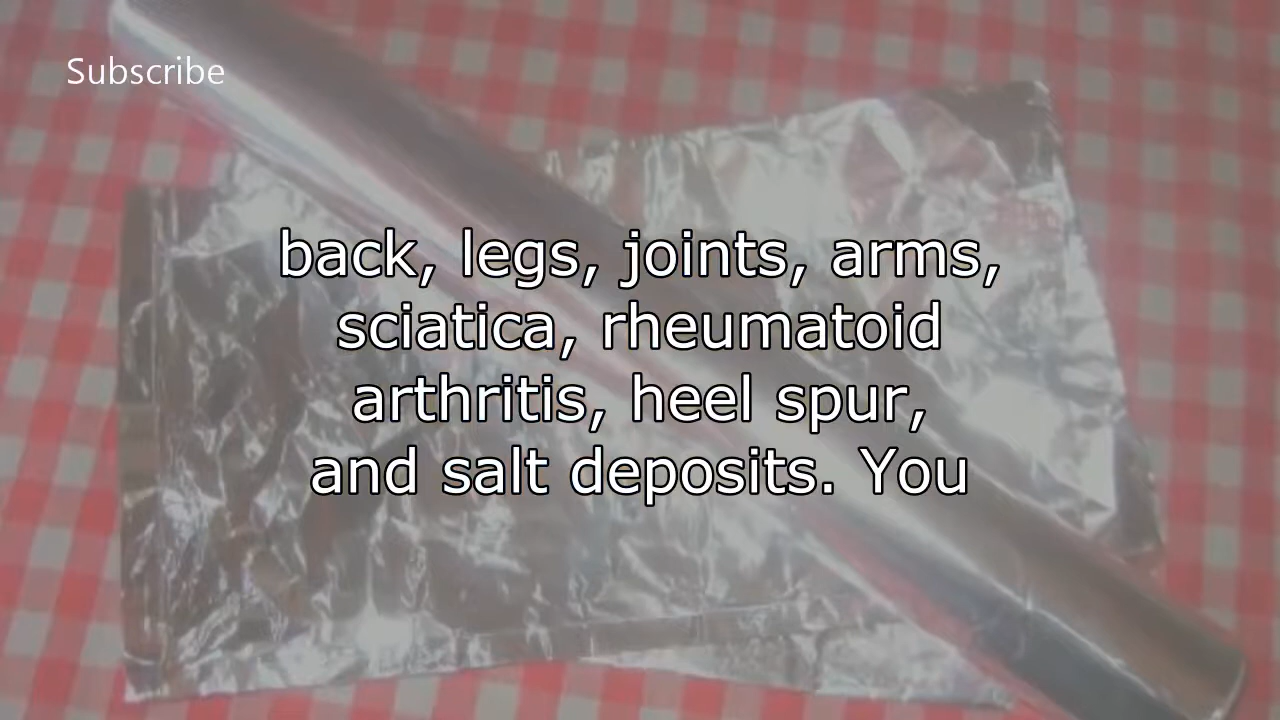 Subscribe
back, legs, joints, arms,
sciatica, rheumatoid
arthritis, heel spur,
and salt deposits. You